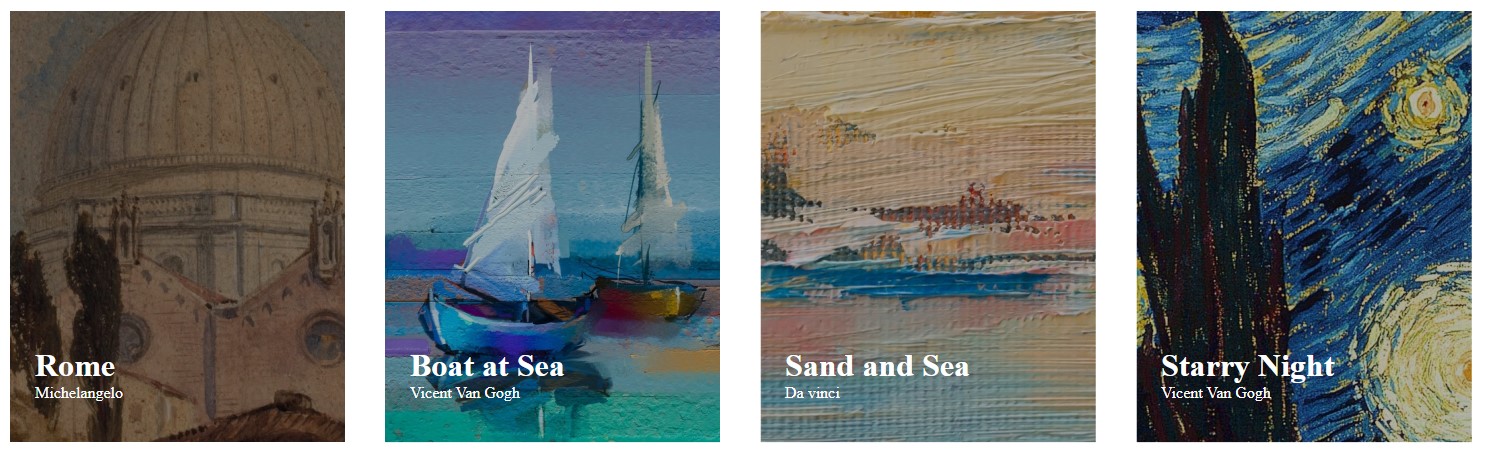 Rome
Michelangelo
Boat at Sea
Vicent Van Gogh
Sand and Sea
Da vinci
Starry Night
Vicent Van Gogh